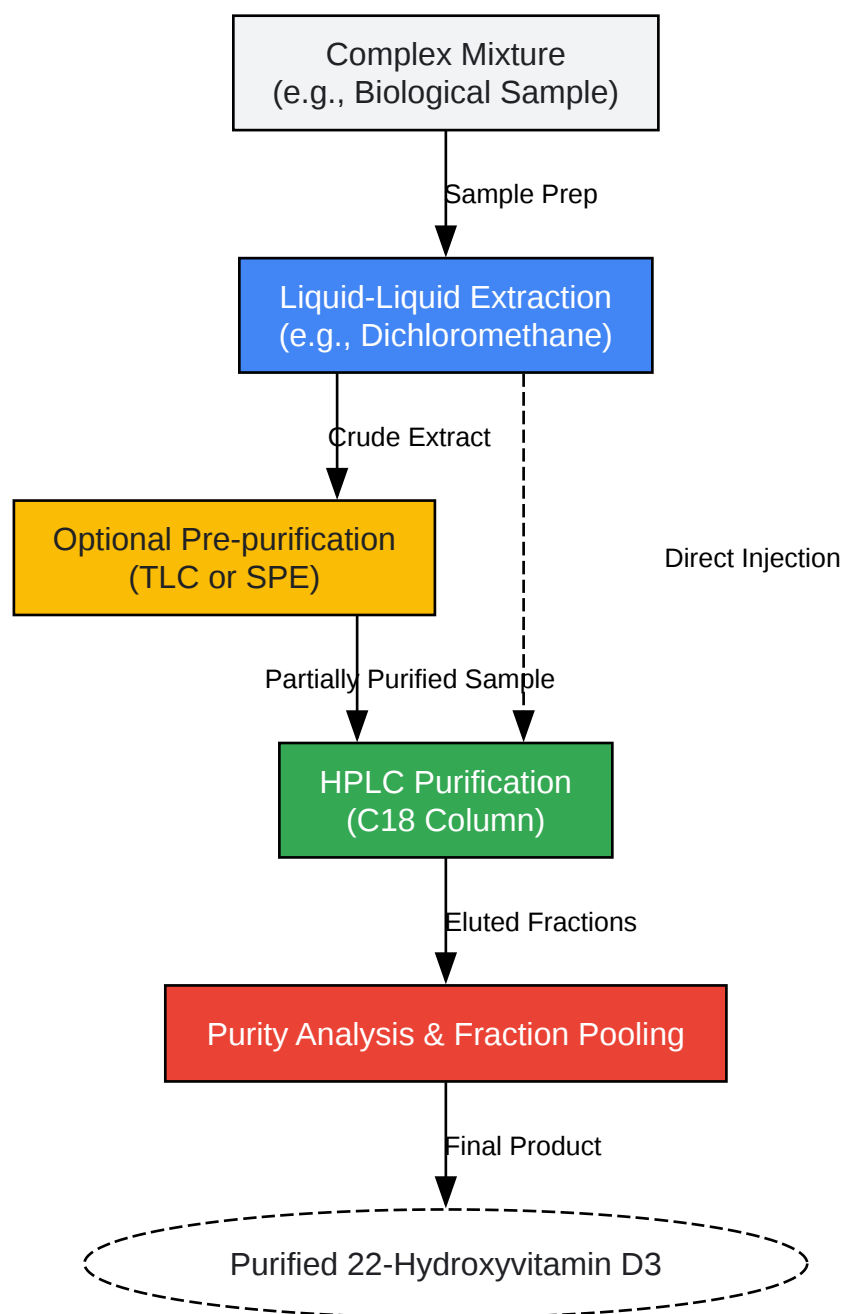 Complex Mixture
(e.g., Biological Sample)
Sample Prep
Liquid-Liquid Extraction
(e.g., Dichloromethane)
Crude Extract
Optional Pre-purification
(TLC or SPE)
Direct Injection
Partially Purified Sample
HPLC Purification
(C18 Column)
Eluted Fractions
Purity Analysis & Fraction Pooling
Final Product
Purified 22-Hydroxyvitamin D3